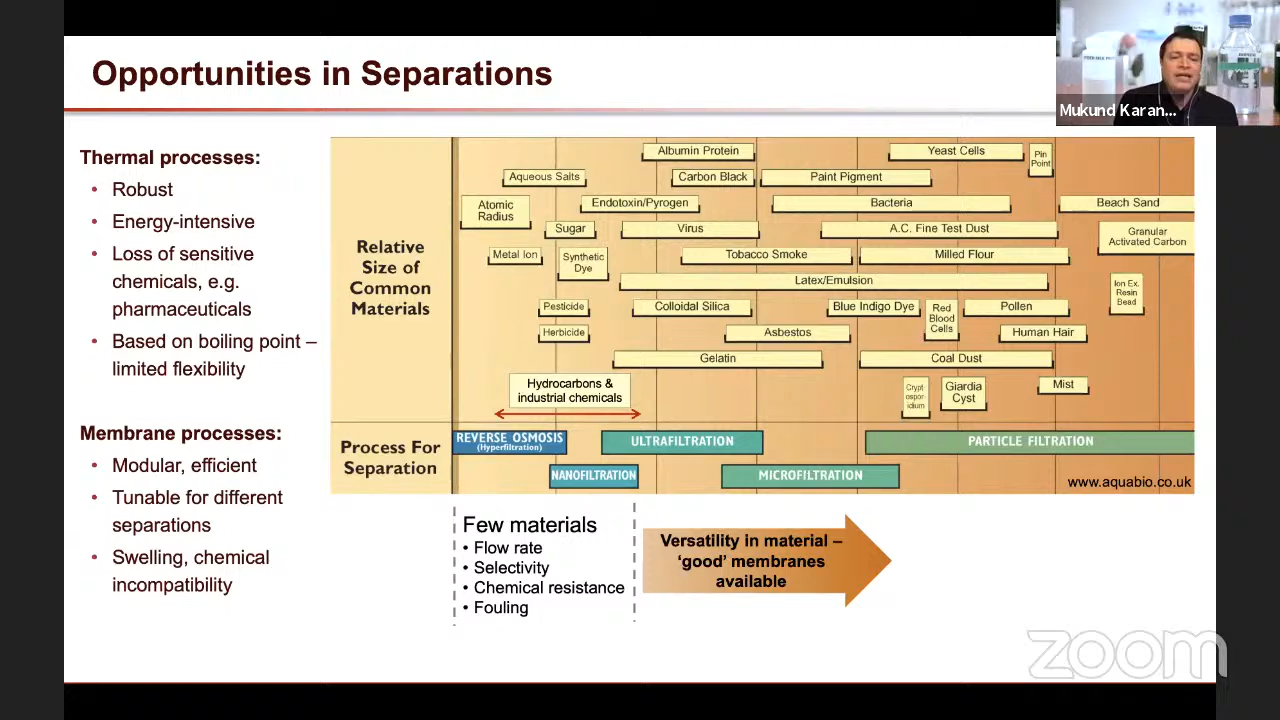 Opportunities in Separations
Mukund Karan...
Thermal processes:
• Robust
• Energy-intensive
• Loss of sensitive
chemicals, e.g.
pharmaceuticals
• Based on boiling point –
limited flexibility
Membrane processes:
• Modular, efficient
• Tunable for different
separations
• Swelling, chemical
incompatibility
Relative
Size of
Common
Materials
Albumin Protein
Yeast Cells
Pin
Point
Aqueous Salts
Carbon Black
Paint Pigment
Atomic
Radius
Endotoxin/Pyrogen
Bacteria
Beach Sand
Sugar
Virus
A.C. Fine Test Dust
Granular
Activated Carbon
Metal Ion
Synthetic
Dye
Tobacco Smoke
Milled Flour
Latex/Emulsion
Ion Ex.
Resin
Bead
Pesticide
Colloidal Silica
Blue Indigo Dye
Red
Blood
Cells
Pollen
Herbicide
Asbestos
Human Hair
Gelatin
Coal Dust
Hydrocarbons &
industrial chemicals
Crypt
ospor-
idium
Giardia
Cyst
Mist
Process For
Separation
REVERSE OSMOSIS
(Hyperfiltration)
ULTRAFILTRATION
PARTICLE FILTRATION
NANOFILTRATION
MICROFILTRATION
www.aquabio.co.uk
Few materials
• Flow rate
• Selectivity
• Chemical resistance
• Fouling
Versatility in material –
‘good’ membranes
available
zoom